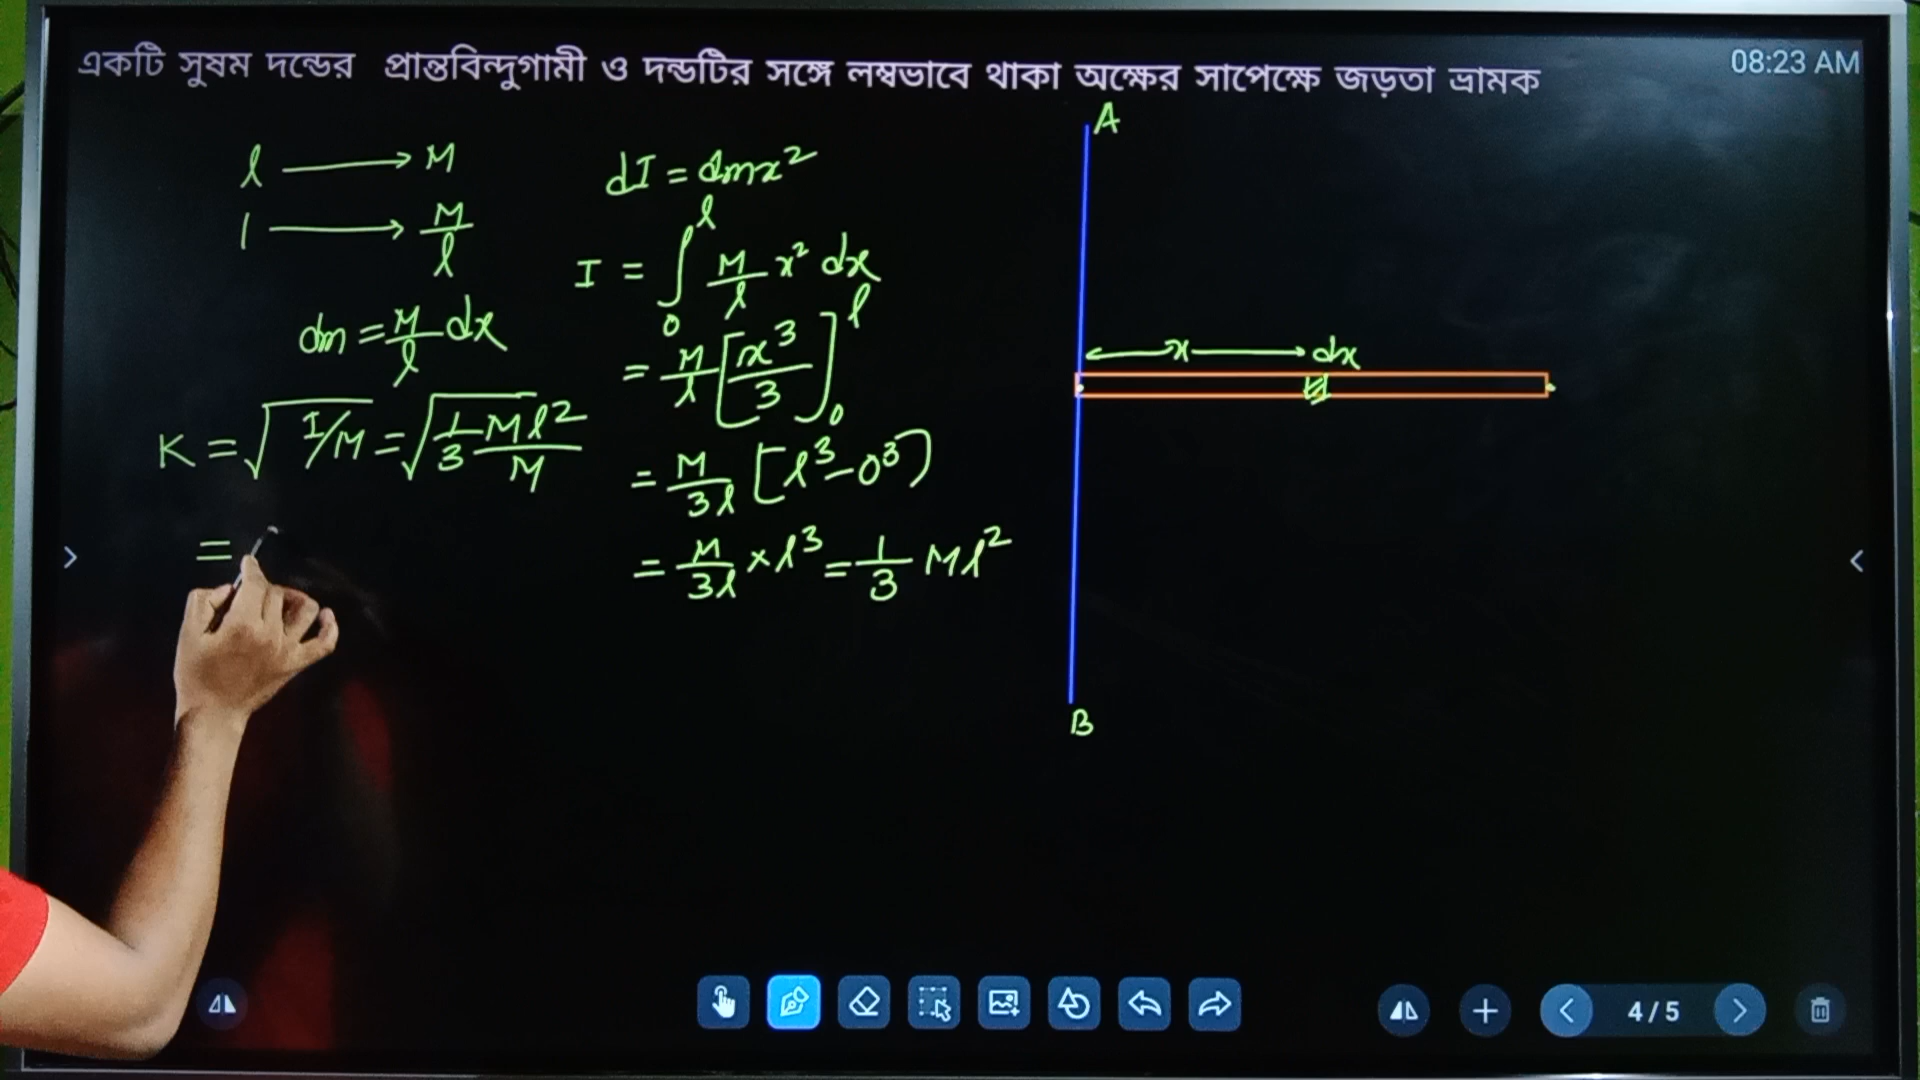 একটি সুষম দন্ডের প্রান্তবিন্দুগামী ও দন্ডটির সঙ্গে লম্বভাবে থাকা অক্ষের সাপেক্ষে জড়তা ভ্রামক
08:23 AM
l ⟶ M
1 ⟶ M/l
dm = M/l dx
K = √(I/M) = √(1/3 Ml²/M)
=
dI = dmx²
I = ∫₀ˡ M/l x² dx
= M/l [x³/3]₀ˡ
= M/3l [l³-0³)
= M/3l × l³ = 1/3 Ml²
A
x dx
B
4/5